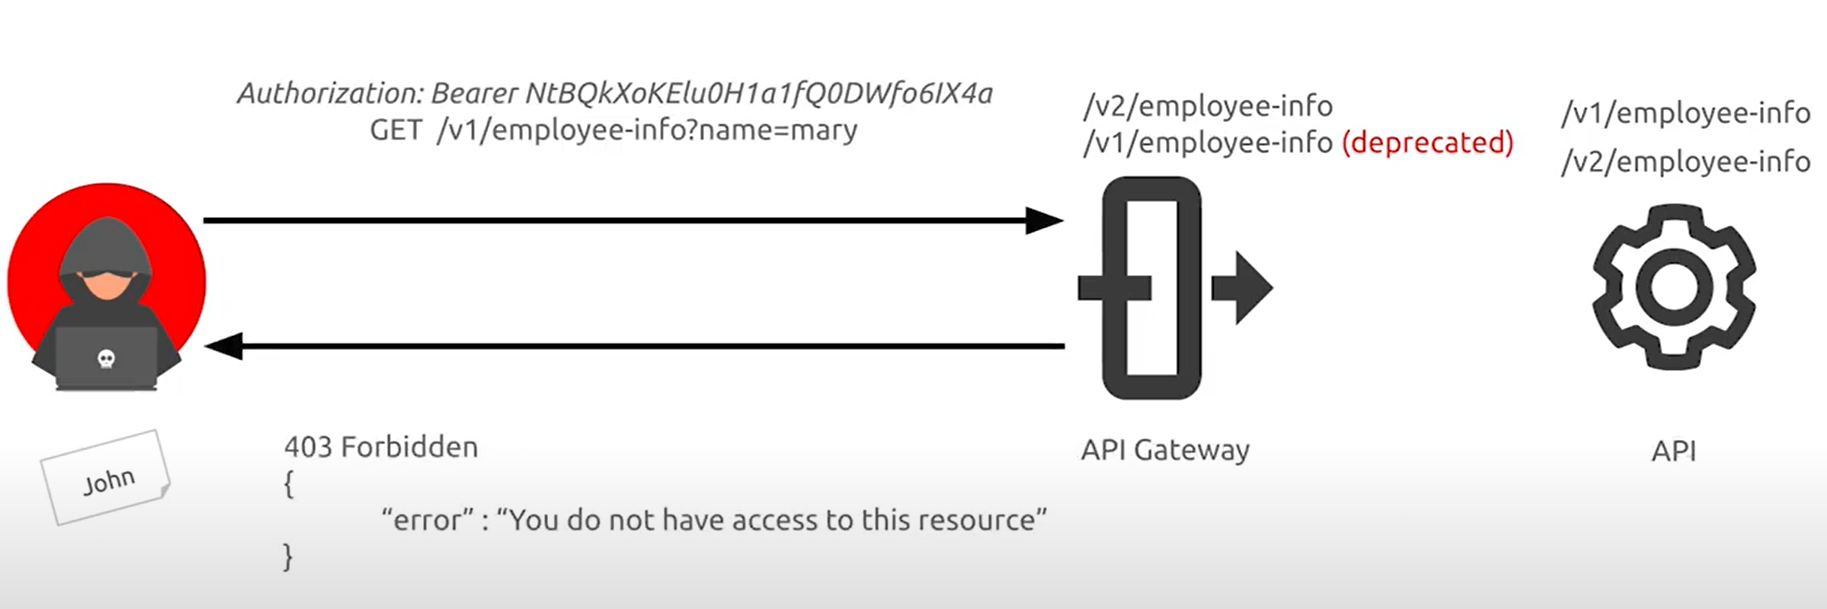 Authorization: Bearer NtBQkXoKElu0H1a1fQ0DWfo6IX4a
GET /v1/employee-info?name=mary
/v2/employee-info
/v1/employee-info (deprecated)
/v1/employee-info
/v2/employee-info
John
403 Forbidden
{
“error” : “You do not have access to this resource”
}
API Gateway
API